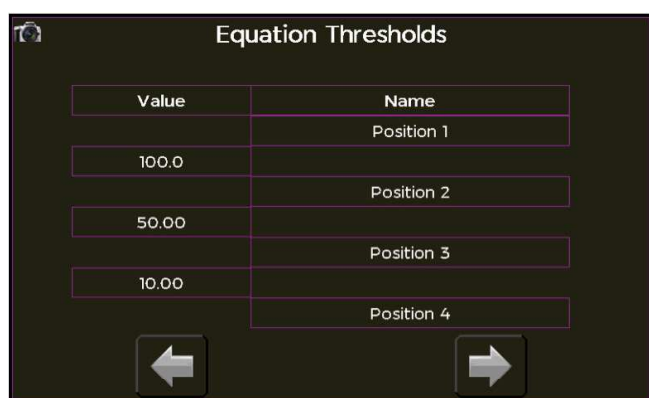 Equation Thresholds
Value Name
Position 1
100.0
Position 2
50.00
Position 3
10.00
Position 4